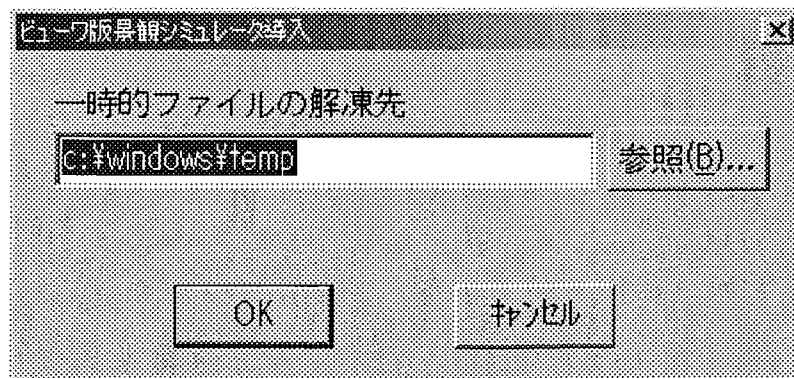 ビューワ版景観シミュレータ導入
一時的ファイルの解凍先
c:¥windows¥temp
参照(B)...
OK
キャンセル